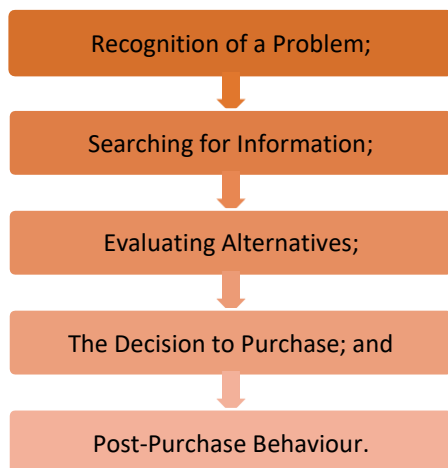 Recognition of a Problem;
Searching for Information;
Evaluating Alternatives;
The Decision to Purchase; and
Post-Purchase Behaviour.